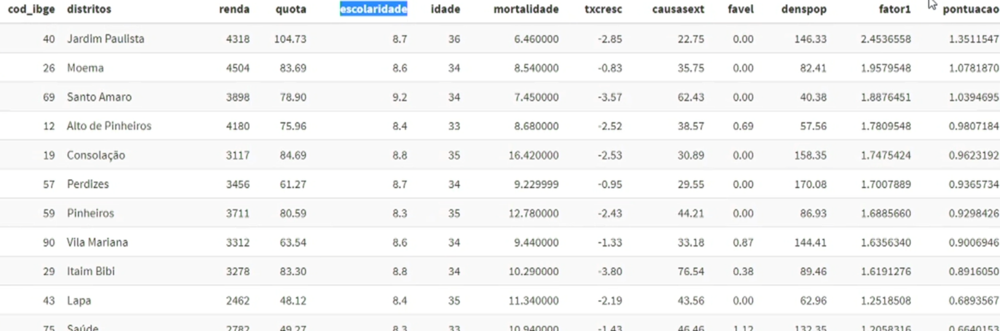 cod_ibge distritos renda quota escolaridade idade mortalidade txcresc causasext favel denspop fator1 pontuacao
40 Jardim Paulista 4318 104.73 8.7 36 6.460000 -2.85 22.75 0.00 146.33 2.4536558 1.3511547
26 Moema 4504 83.69 8.6 34 8.540000 -0.83 35.75 0.00 82.41 1.9579548 1.0781870
69 Santo Amaro 3898 78.90 9.2 34 7.450000 -3.57 62.43 0.00 40.38 1.8876451 1.0394695
12 Alto de Pinheiros 4180 75.96 8.4 33 8.680000 -2.52 38.57 0.69 57.56 1.7809548 0.9807184
19 Consolação 3117 84.69 8.8 35 16.420000 -2.53 30.89 0.00 158.35 1.7475424 0.9623192
57 Perdizes 3456 61.27 8.7 34 9.229999 -0.95 29.55 0.00 170.08 1.7007889 0.9365734
59 Pinheiros 3711 80.59 8.3 35 12.780000 -2.43 44.21 0.00 86.93 1.6885660 0.9298426
90 Vila Mariana 3312 63.54 8.6 34 9.440000 -1.33 33.18 0.87 144.41 1.6356340 0.9006946
29 Itaim Bibi 3278 83.30 8.8 34 10.290000 -3.80 76.54 0.38 89.46 1.6191276 0.8916050
43 Lapa 2462 48.12 8.4 35 11.340000 -2.19 43.56 0.00 62.96 1.2518508 0.6893567
75 Saúde 2782 49.27 8.3 33 10.940000 -1.43 46.46 1.12 132.35 1.2058316 0.6640153